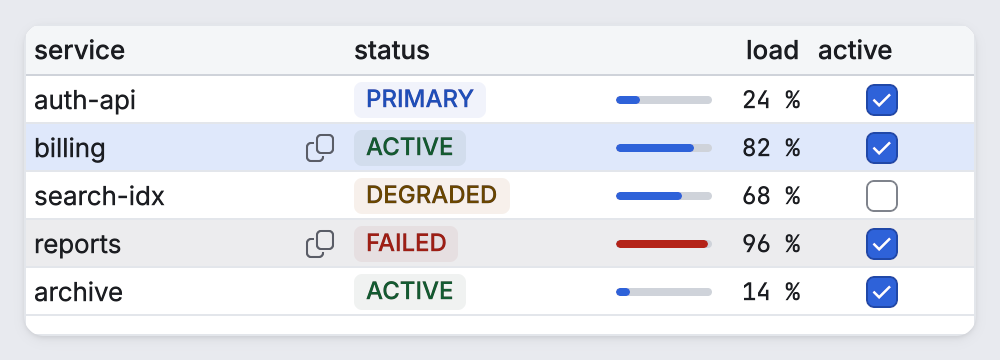 service status load active
auth-api PRIMARY 24 %
billing ACTIVE 82 %
search-idx DEGRADED 68 %
reports FAILED 96 %
archive ACTIVE 14 %